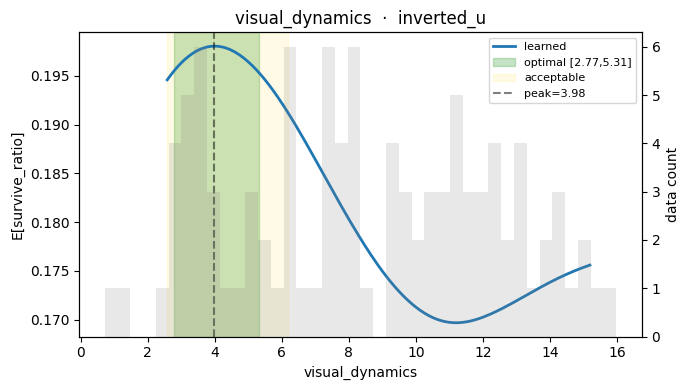 visual_dynamics · inverted_u
learned
optimal [2.77,5.31]
acceptable
peak=3.98
E[survive_ratio]
0.195
0.190
0.185
0.180
0.175
0.170
6
5
4
3
2
1
0
data count
0 2 4 6 8 10 12 14 16
visual_dynamics